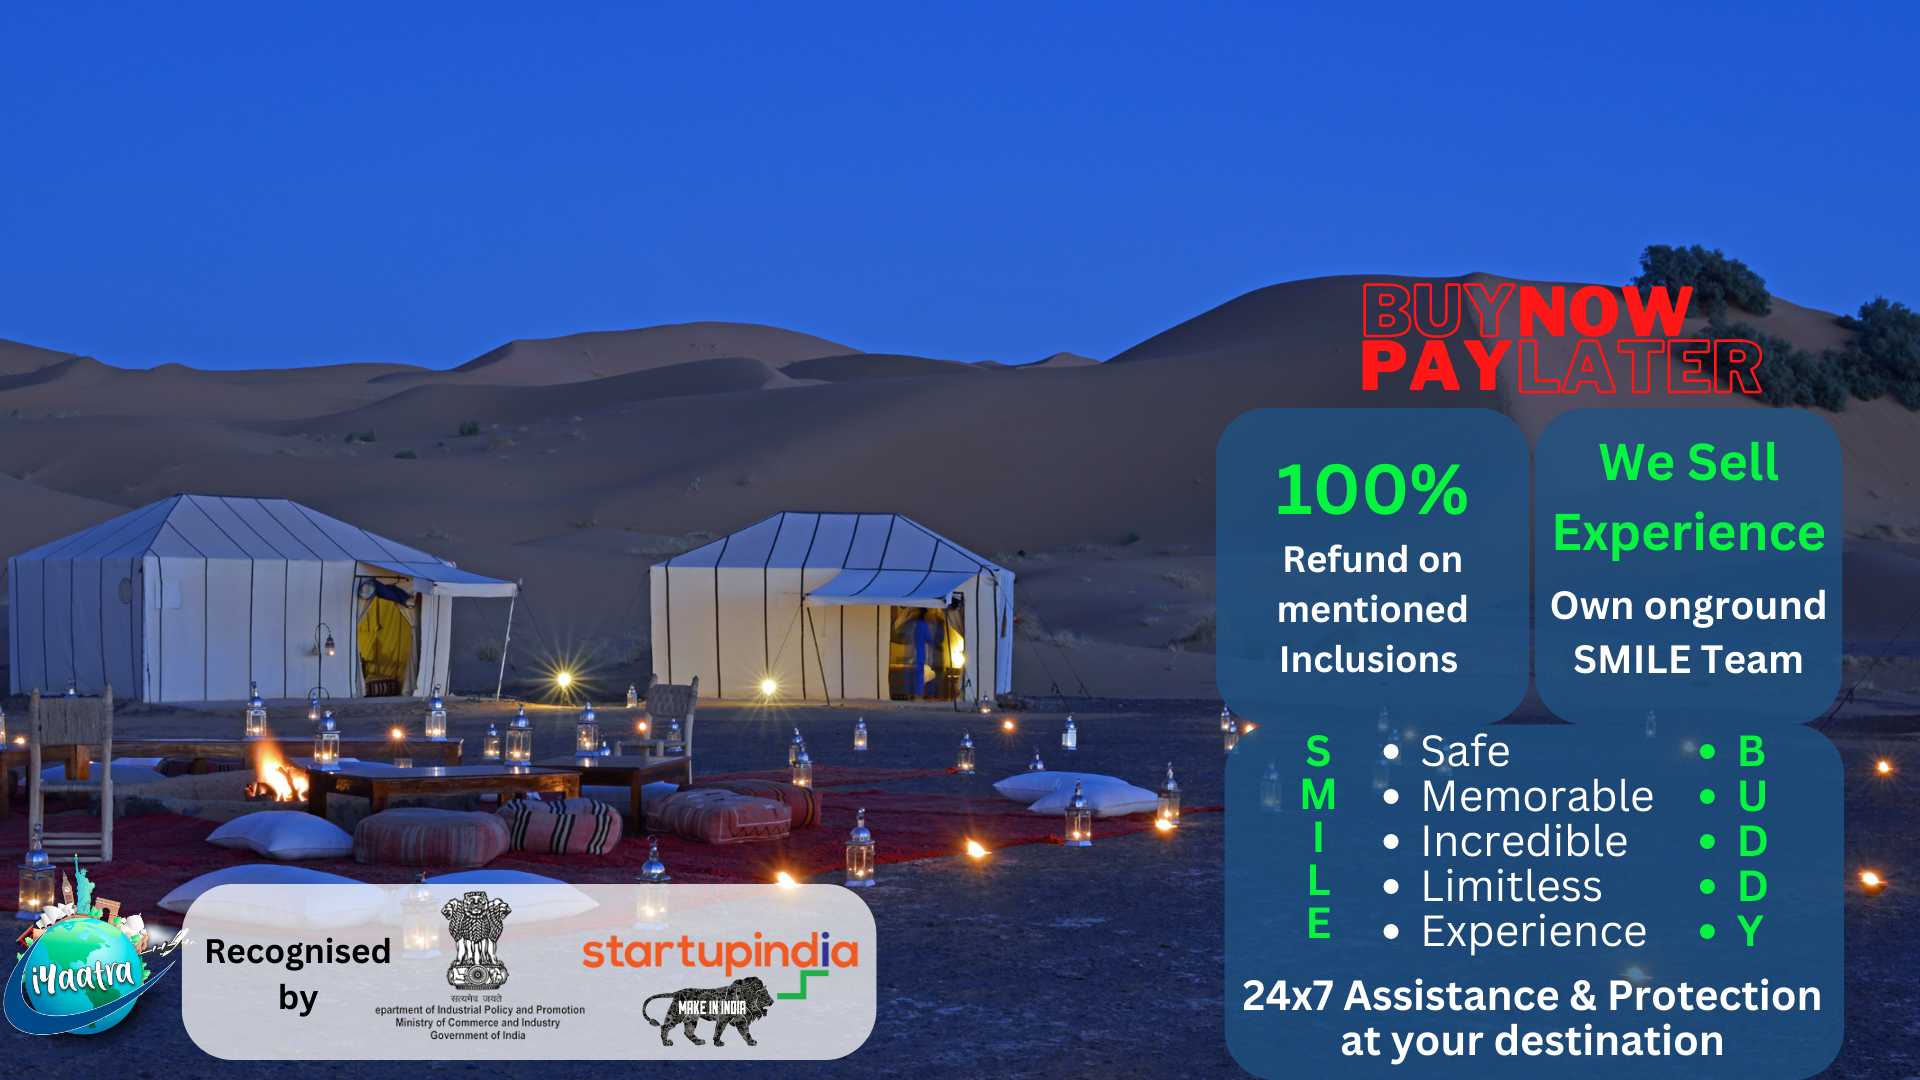 BUYNOW
PAYLATER
100%
Refund on
mentioned
Inclusions
We Sell
Experience
Own onground
SMILE Team
S • Safe • B
M • Memorable • U
I • Incredible • D
L • Limitless • D
E • Experience • Y
24x7 Assistance & Protection
at your destination
iYaatra
Recognised
by
सत्यमेव जयते
epartment of Industrial Policy and Promotion
Ministry of Commerce and Industry
Government of India
startupindia
MAKE IN INDIA